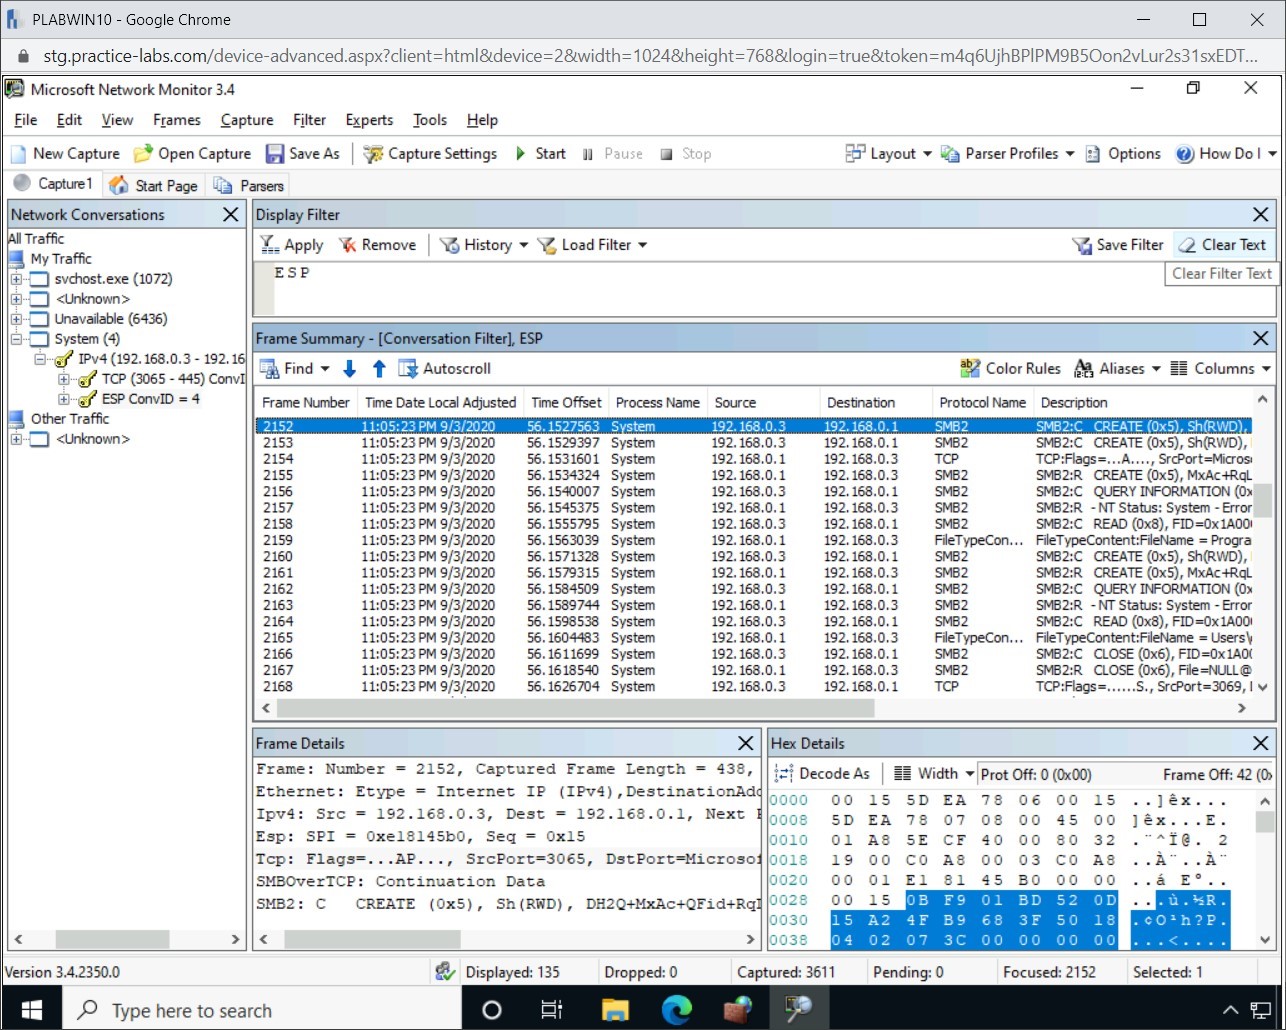 PLABWIN10 - Google Chrome
stg.practice-labs.com/device-advanced.aspx?client=html&device=2&width=1024&height=768&login=true&token=m4q6UjhBPlPM9B5Oon2vLur2s31sxEDT...
Microsoft Network Monitor 3.4
File Edit View Frames Capture Filter Experts Tools Help
New Capture Open Capture Save As Capture Settings Start Pause Stop Layout Parser Profiles Options How Do I
Capture1 Start Page Parsers
Network Conversations
All Traffic
My Traffic
svchost.exe (1072)
<Unknown>
Unavailable (6436)
System (4)
IPv4 (192.168.0.3 - 192.16
TCP (3065 - 445) ConvI
ESP ConvID = 4
Other Traffic
<Unknown>
Display Filter
Apply Remove History Load Filter Save Filter Clear Text
ESP
Clear Filter Text
Frame Summary - [Conversation Filter], ESP
Find Autoscroll Color Rules Aliases Columns
Frame Number Time Date Local Adjusted Time Offset Process Name Source Destination Protocol Name Description
2152 11:05:23 PM 9/3/2020 56.1527563 System 192.168.0.3 192.168.0.1 SMB2 SMB2:C CREATE (0x5), Sh(RWD),
2153 11:05:23 PM 9/3/2020 56.1529397 System 192.168.0.3 192.168.0.1 SMB2 SMB2:C CREATE (0x5), Sh(RWD),
2154 11:05:23 PM 9/3/2020 56.1531601 System 192.168.0.1 192.168.0.3 TCP TCP:Flags=...A...., SrcPort=Microso
2155 11:05:23 PM 9/3/2020 56.1534324 System 192.168.0.1 192.168.0.3 SMB2 SMB2:R CREATE (0x5), MxAc+RqL
2156 11:05:23 PM 9/3/2020 56.1540007 System 192.168.0.3 192.168.0.1 SMB2 SMB2:C QUERY INFORMATION (0x
2157 11:05:23 PM 9/3/2020 56.1545375 System 192.168.0.1 192.168.0.3 SMB2 SMB2:R - NT Status: System - Error
2158 11:05:23 PM 9/3/2020 56.1555795 System 192.168.0.3 192.168.0.1 SMB2 SMB2:C READ (0x8), FID=0x1A00
2159 11:05:23 PM 9/3/2020 56.1563039 System 192.168.0.1 192.168.0.3 FileTypeCon... FileTypeContent:FileName = Progra
2160 11:05:23 PM 9/3/2020 56.1571328 System 192.168.0.3 192.168.0.1 SMB2 SMB2:C CREATE (0x5), Sh(RWD),
2161 11:05:23 PM 9/3/2020 56.1579315 System 192.168.0.1 192.168.0.3 SMB2 SMB2:R CREATE (0x5), MxAc+RqL
2162 11:05:23 PM 9/3/2020 56.1584509 System 192.168.0.3 192.168.0.1 SMB2 SMB2:C QUERY INFORMATION (0x
2163 11:05:23 PM 9/3/2020 56.1589744 System 192.168.0.1 192.168.0.3 SMB2 SMB2:R - NT Status: System - Error
2164 11:05:23 PM 9/3/2020 56.1598538 System 192.168.0.3 192.168.0.1 SMB2 SMB2:C READ (0x8), FID=0x1A00
2165 11:05:23 PM 9/3/2020 56.1604483 System 192.168.0.1 192.168.0.3 FileTypeCon... FileTypeContent:FileName = Users\
2166 11:05:23 PM 9/3/2020 56.1611699 System 192.168.0.3 192.168.0.1 SMB2 SMB2:C CLOSE (0x6), FID=0x1A0
2167 11:05:23 PM 9/3/2020 56.1618540 System 192.168.0.1 192.168.0.3 SMB2 SMB2:R CLOSE (0x6), File=NULL@
2168 11:05:23 PM 9/3/2020 56.1626704 System 192.168.0.3 192.168.0.1 TCP TCP:Flags=......S., SrcPort=3069,
Frame Details
Frame: Number = 2152, Captured Frame Length = 438,
Ethernet: Etype = Internet IP (IPv4),DestinationAdd
Ipv4: Src = 192.168.0.3, Dest = 192.168.0.1, Next P
Esp: SPI = 0xe18145b0, Seq = 0x15
Tcp: Flags=...AP..., SrcPort=3065, DstPort=Microsof
SMBOverTCP: Continuation Data
SMB2: C CREATE (0x5), Sh(RWD), DH2Q+MxAc+QFid+RqL
Hex Details
Decode As Width Prot Off: 0 (0x00) Frame Off: 42 (0x
0000 00 15 5D EA 78 06 00 15 ..]êx...
0008 5D EA 78 07 08 00 45 00 ]êx...E.
0010 01 A8 5E CF 40 00 80 32 .¨^Ï@. 2
0018 19 00 C0 A8 00 03 C0 A8 ..À¨..À¨
0020 00 01 E1 81 45 B0 00 00 ..á E°..
0028 00 15 0B F9 01 BD 52 0D ...ù.½R.
0030 15 A2 4F B9 68 3F 50 18 .¢O¹h?P.
0038 04 02 07 3C 00 00 00 00 ...<....
Version 3.4.2350.0 Displayed: 135 Dropped: 0 Captured: 3611 Pending: 0 Focused: 2152 Selected: 1
Type here to search